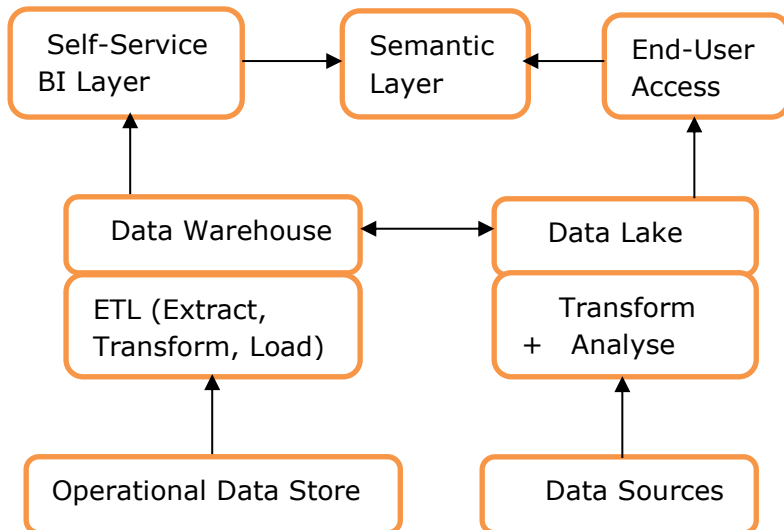 Self-Service
BI Layer
Semantic
Layer
End-User
Access
Data Warehouse
Data Lake
ETL (Extract,
Transform, Load)
Transform
+ Analyse
Operational Data Store
Data Sources